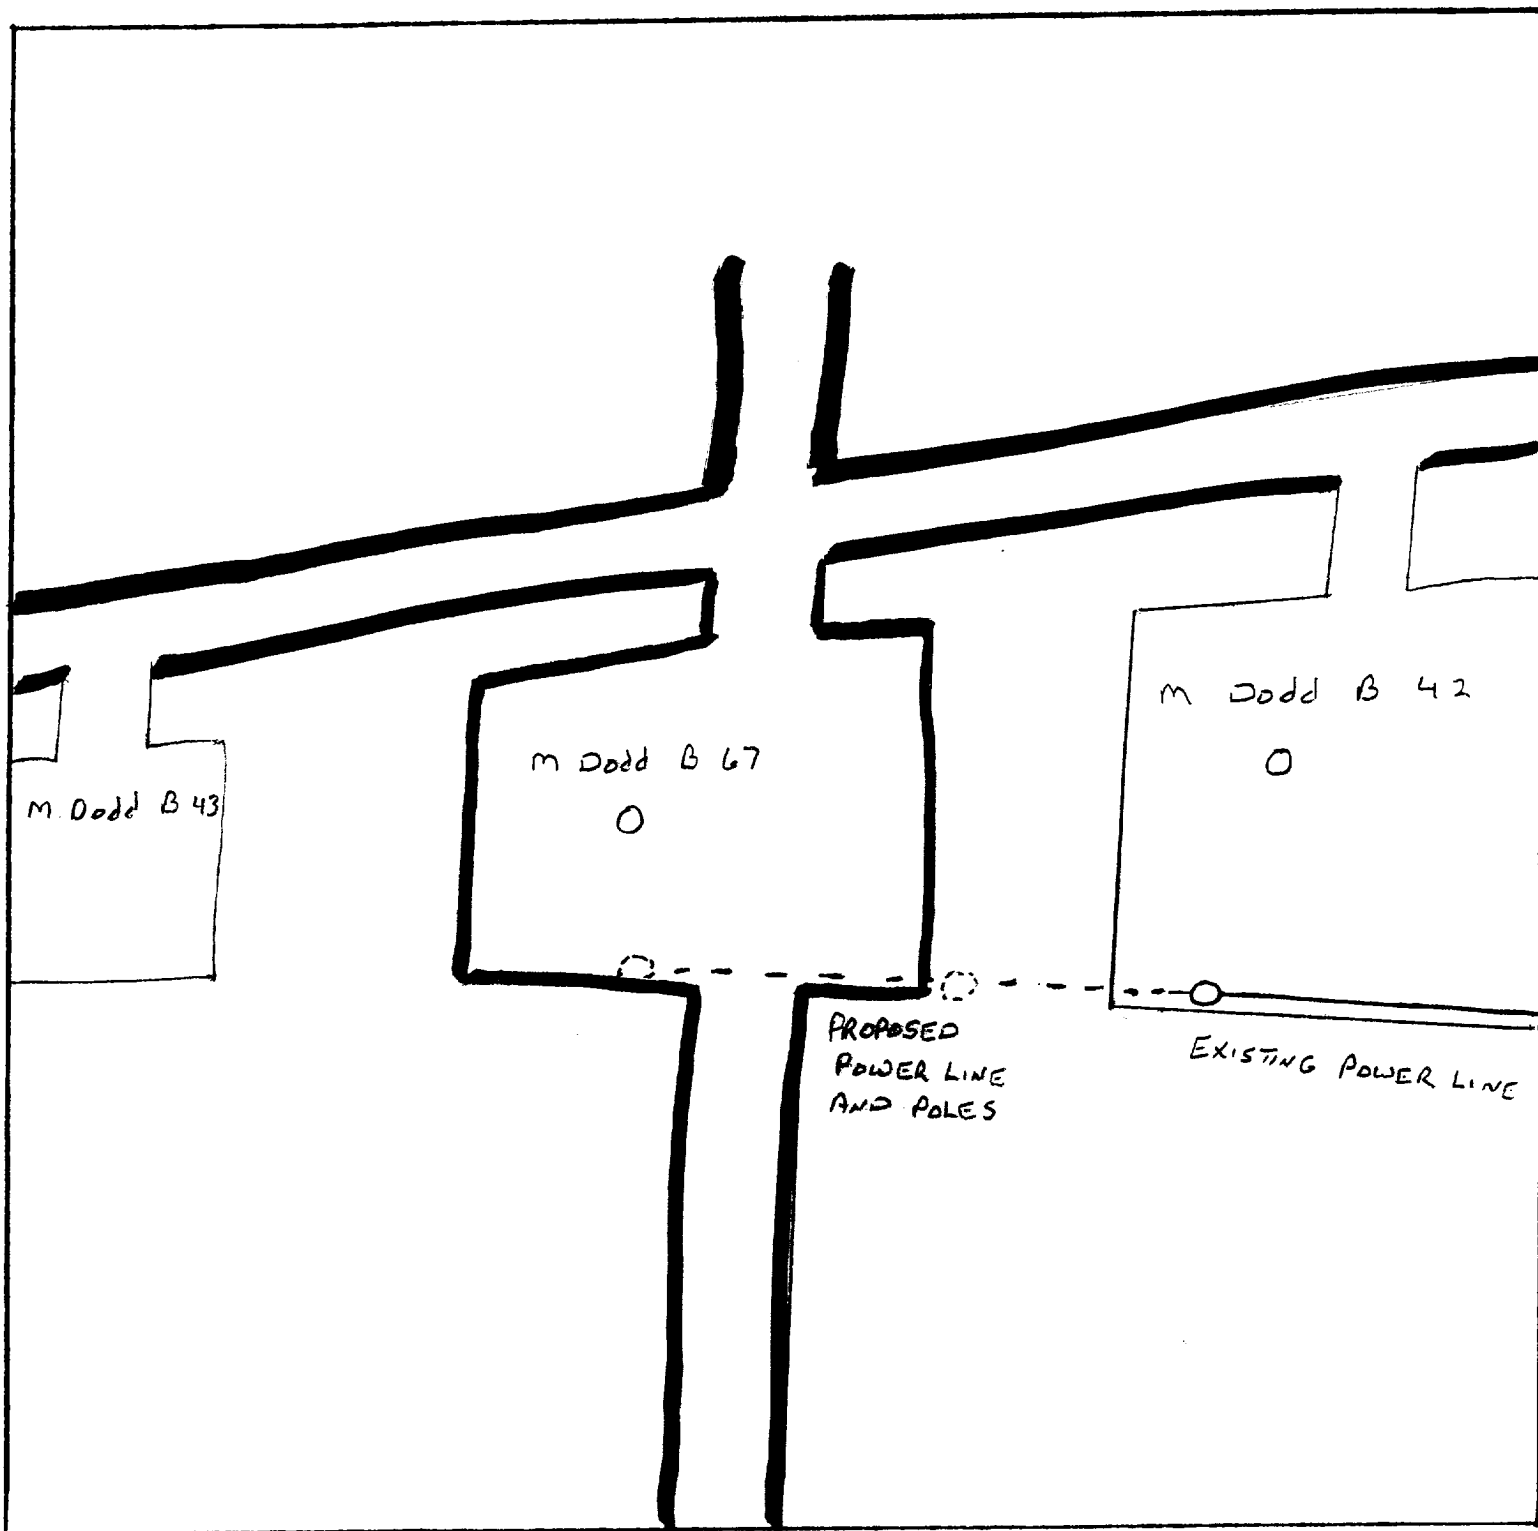 M Dodd B 42
M Dodd B 67
M. Dodd B 43
PROPOSED
POWER LINE
AND POLES
EXISTING POWER LINE